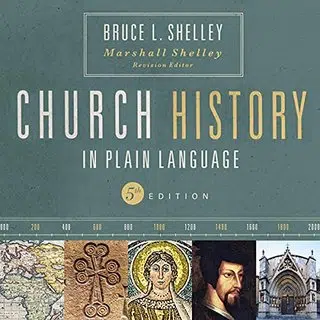 BRUCE L. SHELLEY
Marshall Shelley
Revision Editor
CHURCH HISTORY
IN PLAIN LANGUAGE
5th EDITION
000 200 400 600 800 1000 1200 1400 1600 1800 2000